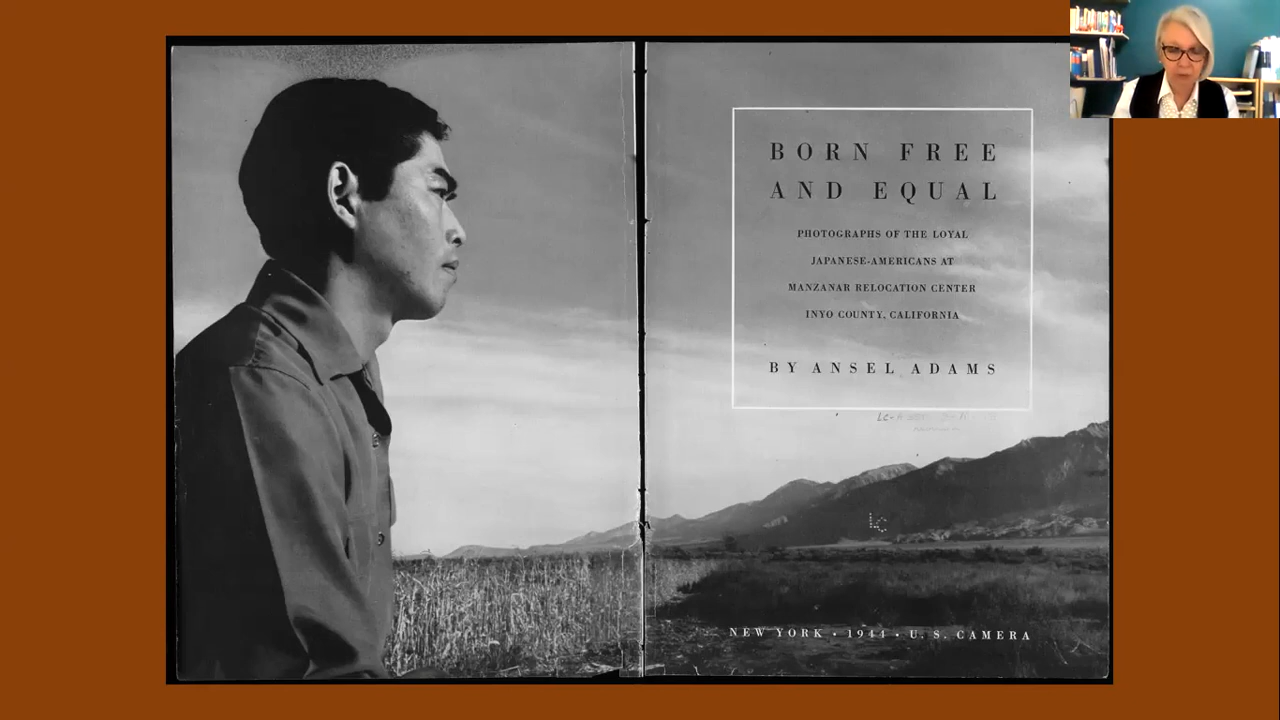 BORN FREE
AND EQUAL
PHOTOGRAPHS OF THE LOYAL
JAPANESE-AMERICANS AT
MANZANAR RELOCATION CENTER
INYO COUNTY, CALIFORNIA
BY ANSEL ADAMS
LC
NEW YORK • 1944 • U. S. CAMERA